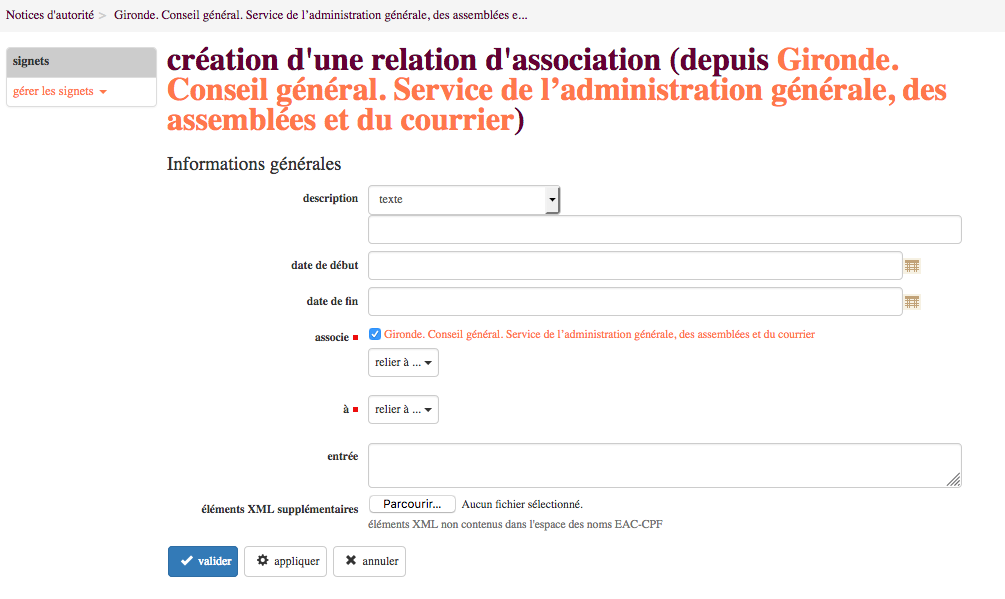 Notices d'autorité > Gironde. Conseil général. Service de l’administration générale, des assemblées e...
signets
gérer les signets
création d'une relation d'association (depuis Gironde.
Conseil général. Service de l’administration générale, des
assemblées et du courrier)
Informations générales
description texte
date de début
date de fin
associe Gironde. Conseil général. Service de l’administration générale, des assemblées et du courrier
relier à ...
à relier à ...
entrée
éléments XML supplémentaires Parcourir... Aucun fichier sélectionné.
éléments XML non contenus dans l'espace des noms EAC-CPF
valider appliquer annuler